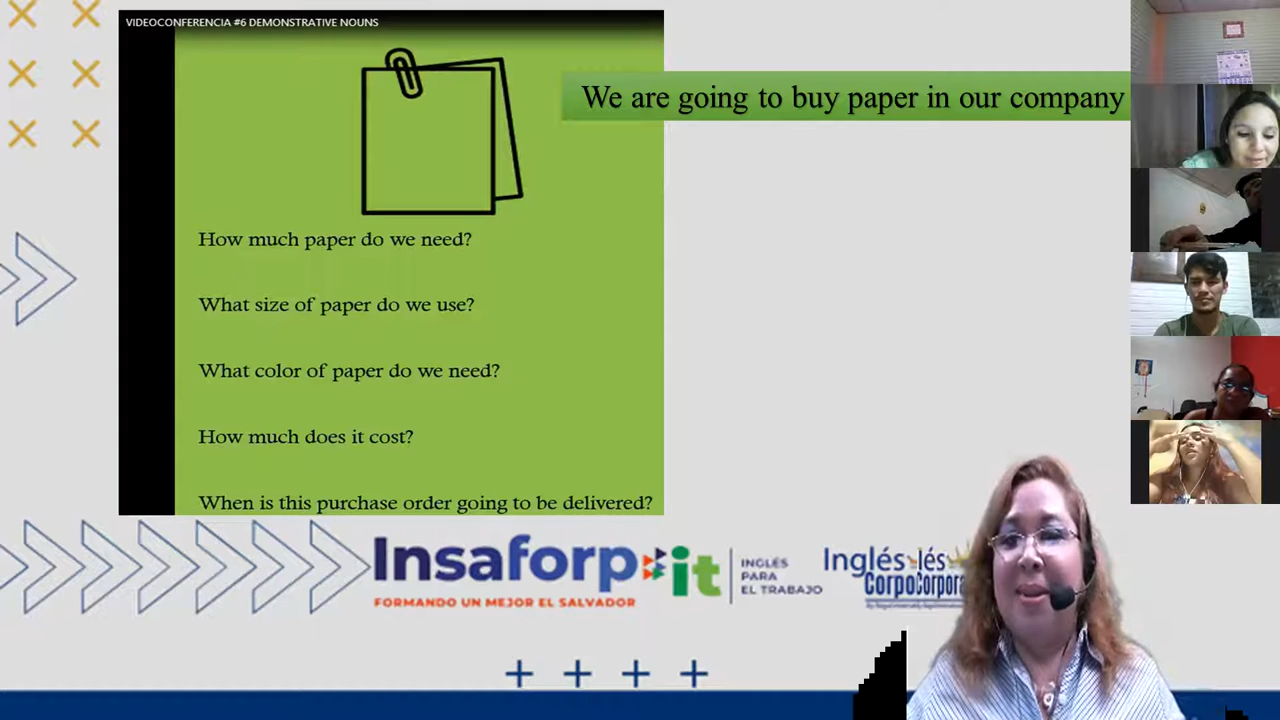 VIDEOCONFERENCIA #6 DEMONSTRATIVE NOUNS
We are going to buy paper in our company
How much paper do we need?
What size of paper do we use?
What color of paper do we need?
How much does it cost?
When is this purchase order going to be delivered?
Insaforp it
FORMANDO UN MEJOR EL SALVADOR
INGLÉS
PARA
EL TRABAJO
Inglés
Corpo